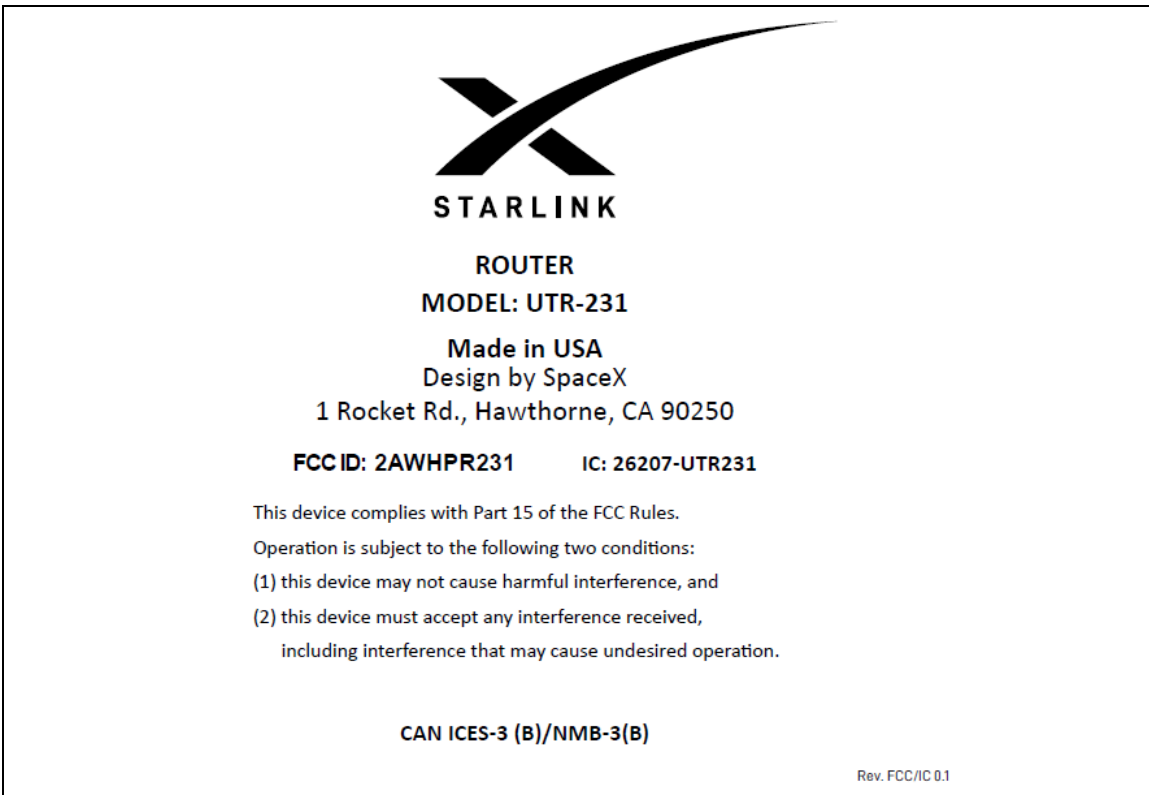 STARLINK
ROUTER
MODEL: UTR-231
Made in USA
Design by SpaceX
1 Rocket Rd., Hawthorne, CA 90250
FCC ID: 2AWHPR231 IC: 26207-UTR231
This device complies with Part 15 of the FCC Rules.
Operation is subject to the following two conditions:
(1) this device may not cause harmful interference, and
(2) this device must accept any interference received,
including interference that may cause undesired operation.
CAN ICES-3 (B)/NMB-3(B)
Rev. FCC/IC 0.1